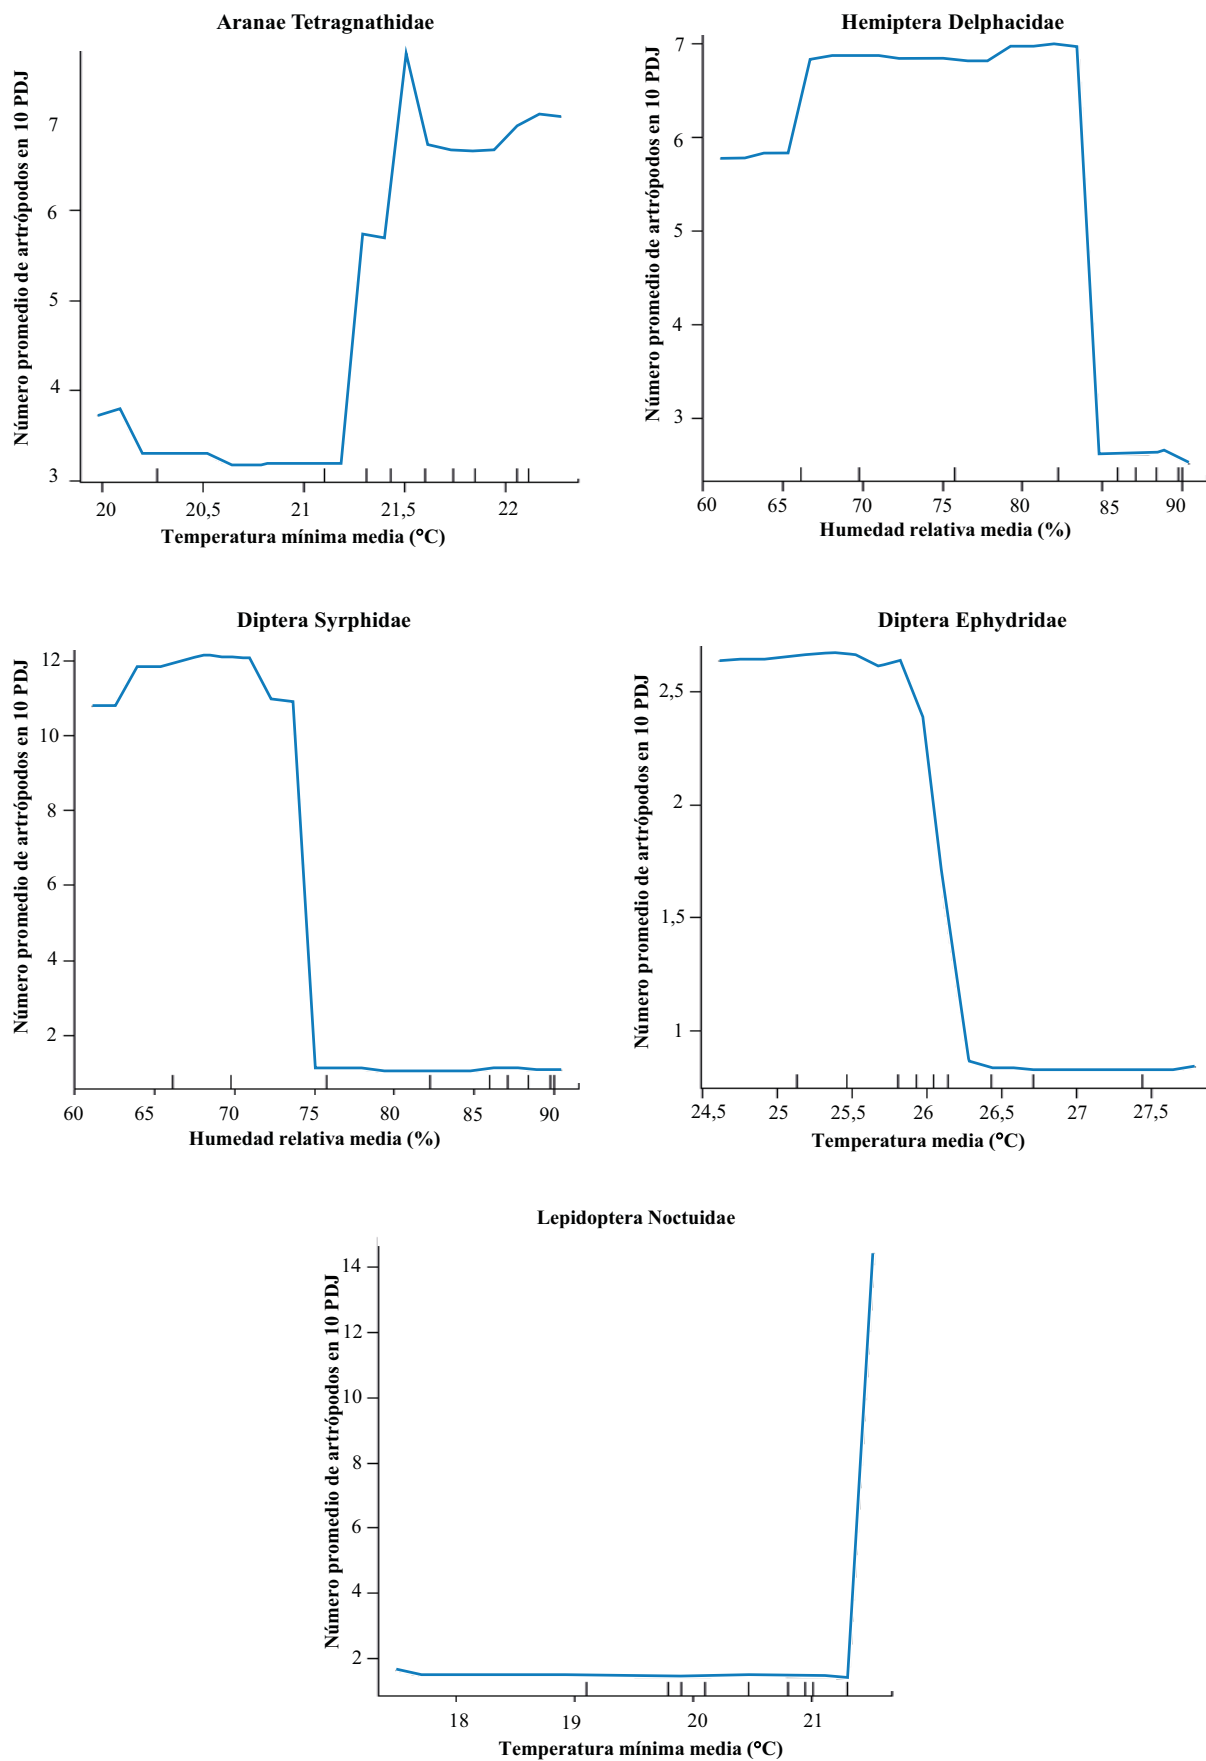 Aranae Tetragnathidae
Número promedio de artrópodos en 10 PDJ
7
6
5
4
3
20 20,5 21 21,5 22
Temperatura mínima media (°C)
Hemiptera Delphacidae
Número promedio de artrópodos en 10 PDJ
7
6
5
4
3
60 70 75 80 85 90
Humedad relativa media (%)
Diptera Syrphidae
Número promedio de artrópodos en 10 PDJ
12
10
8
6
4
2
60 65 70 75 80 85 90
Humedad relativa media (%)
Diptera Ephydridae
Número promedio de artrópodos en 10 PDJ
2,5
2
1,5
1
24,5 25 25,5 26 26,5 27 27,5
Temperatura media (°C)
Lepidoptera Noctuidae
Número promedio de artrópodos en 10 PDJ
14
12
10
8
6
4
2
18 19 20 21
Temperatura mínima media (°C)